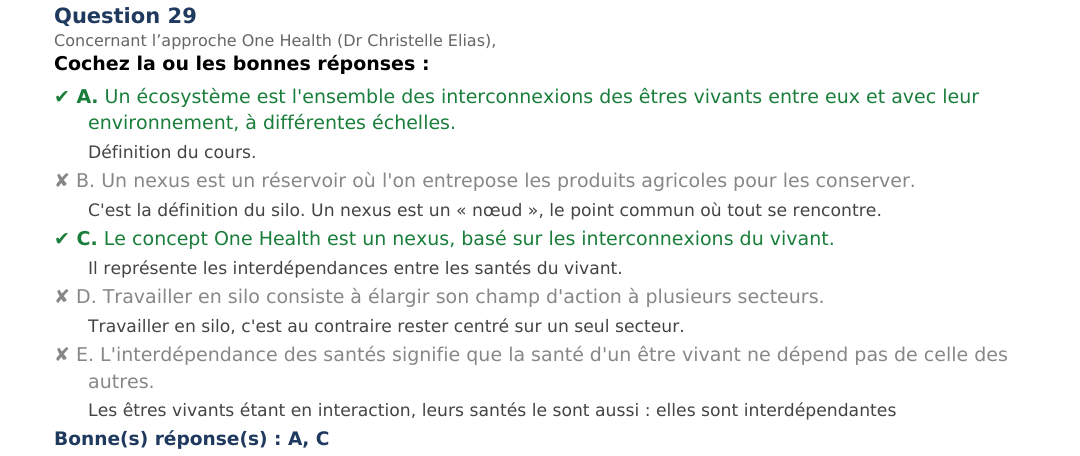 Question 29
Concernant l’approche One Health (Dr Christelle Elias),
Cochez la ou les bonnes réponses :
✔ A. Un écosystème est l'ensemble des interconnexions des êtres vivants entre eux et avec leur
environnement, à différentes échelles.
Définition du cours.
✘ B. Un nexus est un réservoir où l'on entrepose les produits agricoles pour les conserver.
C'est la définition du silo. Un nexus est un « nœud », le point commun où tout se rencontre.
✔ C. Le concept One Health est un nexus, basé sur les interconnexions du vivant.
Il représente les interdépendances entre les santés du vivant.
✘ D. Travailler en silo consiste à élargir son champ d'action à plusieurs secteurs.
Travailler en silo, c'est au contraire rester centré sur un seul secteur.
✘ E. L'interdépendance des santés signifie que la santé d'un être vivant ne dépend pas de celle des
autres.
Les êtres vivants étant en interaction, leurs santés le sont aussi : elles sont interdépendantes
Bonne(s) réponse(s) : A, C